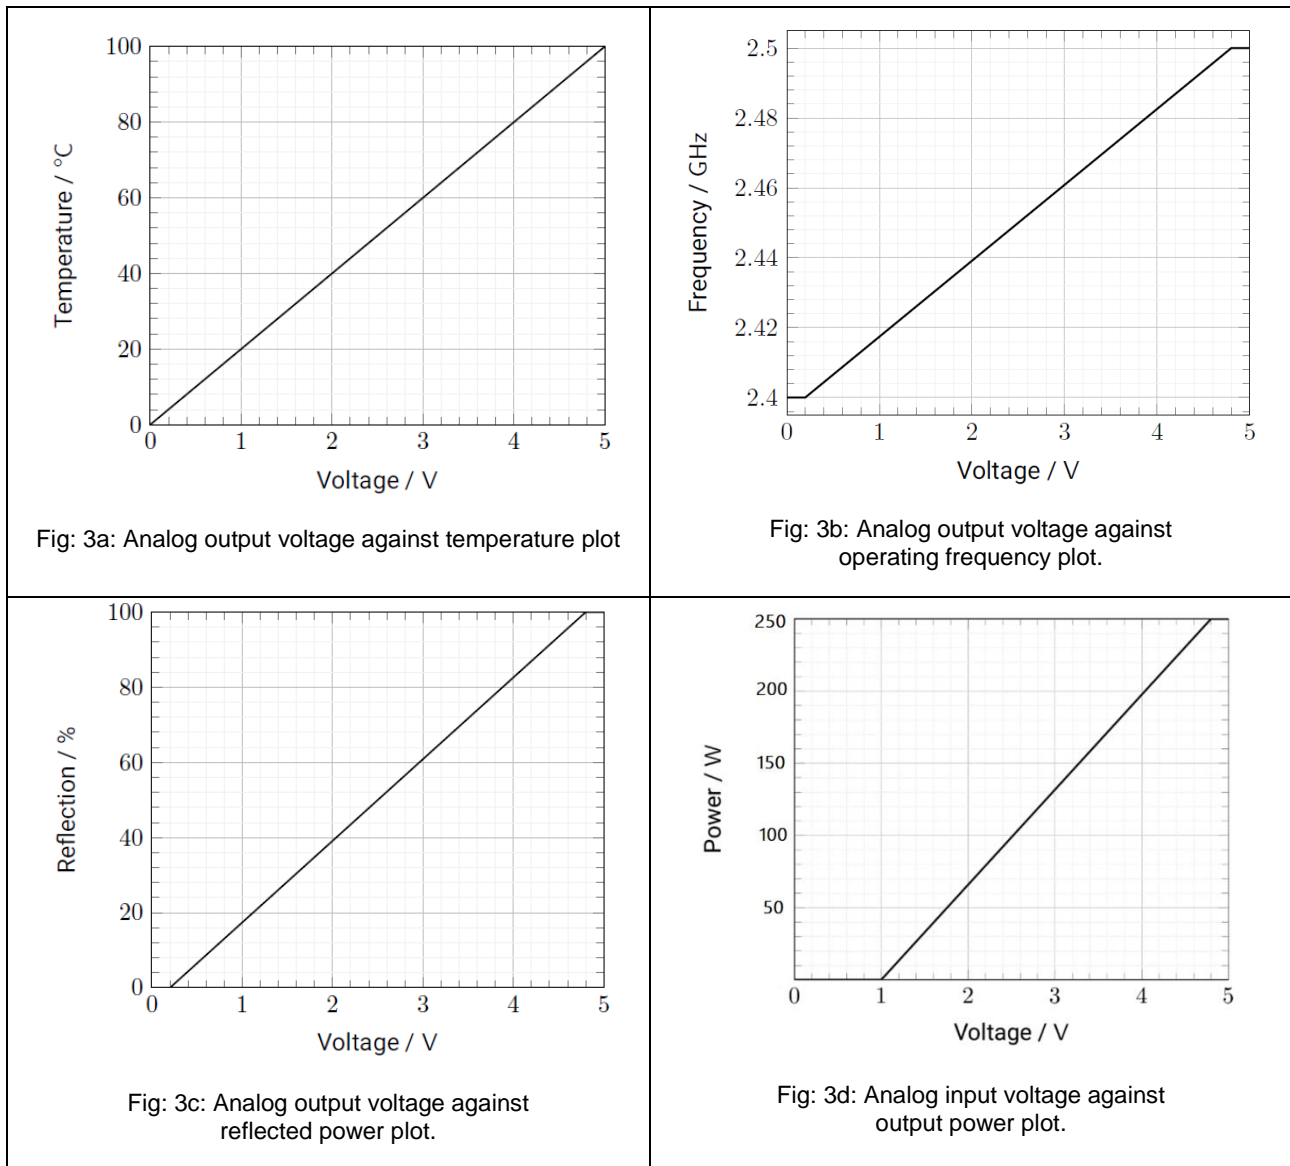 100
80
60
40
20
0
0 1 2 3 4 5
Temperature / °C
Voltage / V
Fig: 3a: Analog output voltage against temperature plot
2.5
2.48
2.46
2.44
2.42
2.4
0 1 2 3 4 5
Frequency / GHz
Voltage / V
Fig: 3b: Analog output voltage against
operating frequency plot.
100
80
60
40
20
0
0 1 2 3 4 5
Reflection / %
Voltage / V
Fig: 3c: Analog output voltage against
reflected power plot.
250
200
150
100
50
0 1 2 3 4 5
Power / W
Voltage / V
Fig: 3d: Analog input voltage against
output power plot.